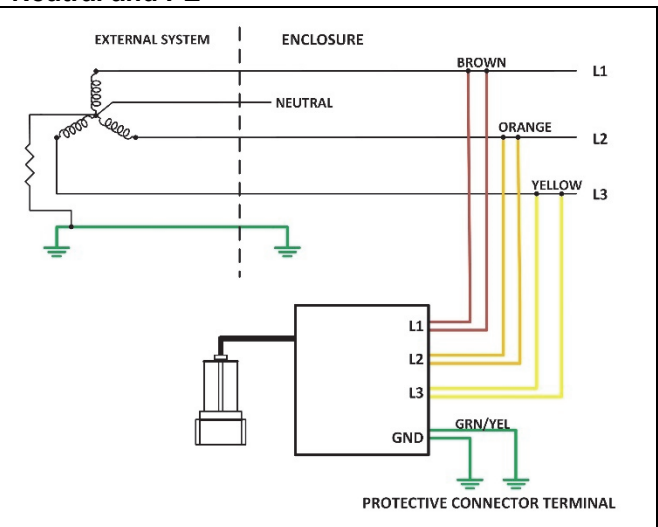 EXTERNAL SYSTEM
ENCLOSURE
BROWN
L1
NEUTRAL
ORANGE
L2
YELLOW
L3
L1
L2
L3
GRN/YEL
GND
PROTECTIVE CONNECTOR TERMINAL